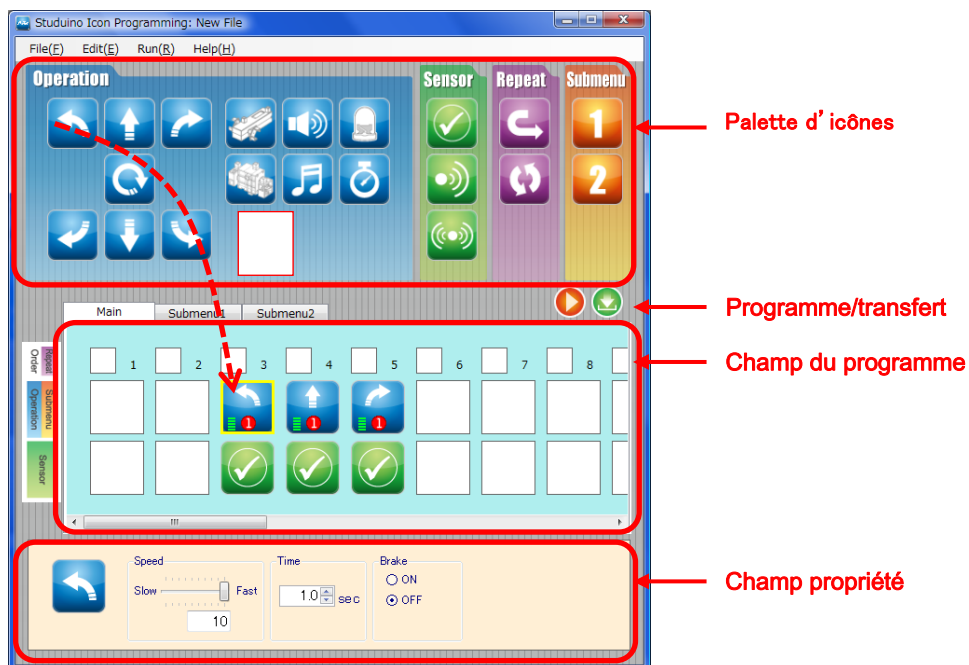 Studuino Icon Programming: New File
File(F) Edit(E) Run(R) Help(H)
Operation
Sensor
Repeat
Submenu
1
2
Palette d'icônes
Programme/transfert
Main
Submenu1
Submenu2
Champ du programme
Order
Repeat
Operation
Submenu
Sensor
1 2 3 4 5 6 7 8
1 1 1
Champ propriété
Speed
Slow
Fast
10
Time
1.0 sec
Brake
ON
OFF